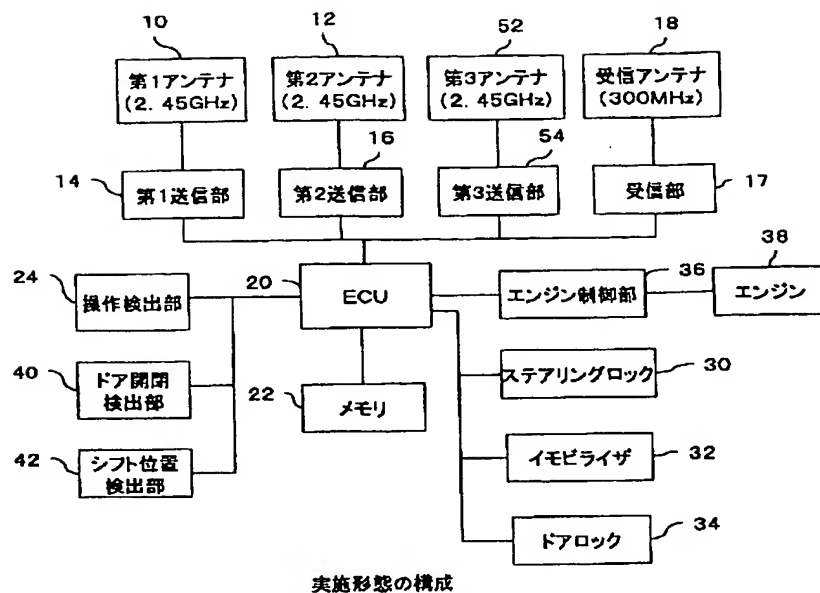 10
12
52
18
第1アンテナ
(2. 45GHz)
第2アンテナ
(2. 45GHz)
第3アンテナ
(2. 45GHz)
受信アンテナ
(300MHz)
14
第1送信部
16
第2送信部
54
第3送信部
受信部
17
24
操作検出部
20
ECU
36
エンジン制御部
38
エンジン
40
ドア開閉
検出部
22
メモリ
ステアリングロック
30
42
シフト位置
検出部
イモビライザ
32
ドアロック
34
実施形態の構成